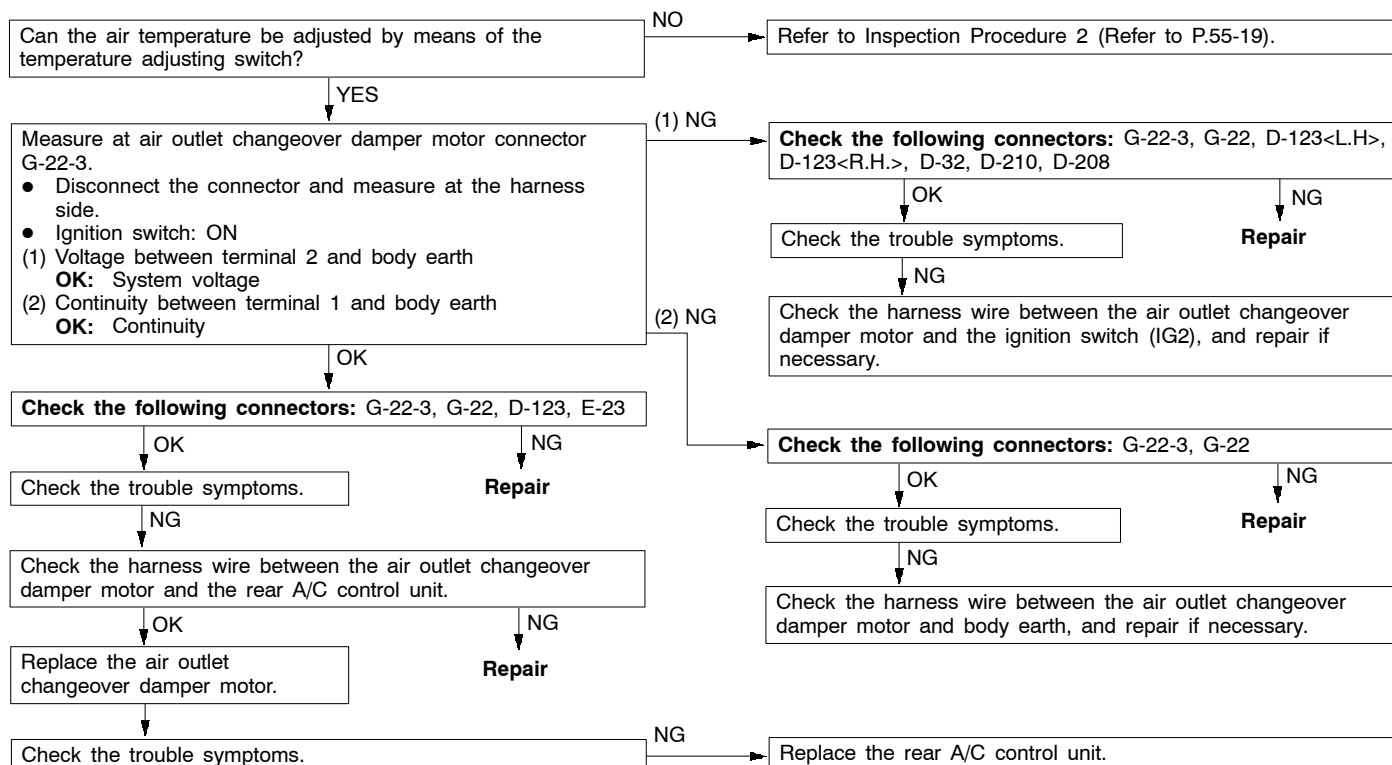 Can the air temperature be adjusted by means of the
temperature adjusting switch?
NO
Refer to Inspection Procedure 2 (Refer to P.55-19).
YES
Measure at air outlet changeover damper motor connector
G-22-3.
● Disconnect the connector and measure at the harness
side.
● Ignition switch: ON
(1) Voltage between terminal 2 and body earth
OK: System voltage
(2) Continuity between terminal 1 and body earth
OK: Continuity
(1) NG
Check the following connectors: G-22-3, G-22, D-123<L.H>,
D-123<R.H.>, D-32, D-210, D-208
OK
NG
Check the trouble symptoms.
Repair
NG
Check the harness wire between the air outlet changeover
damper motor and the ignition switch (IG2), and repair if
necessary.
(2) NG
Check the following connectors: G-22-3, G-22
OK
NG
Check the trouble symptoms.
Repair
NG
Check the harness wire between the air outlet changeover
damper motor and body earth, and repair if necessary.
OK
Check the following connectors: G-22-3, G-22, D-123, E-23
OK
NG
Check the trouble symptoms.
Repair
NG
Check the harness wire between the air outlet changeover
damper motor and the rear A/C control unit.
OK
NG
Replace the air outlet
changeover damper motor.
Repair
Check the trouble symptoms.
NG
Replace the rear A/C control unit.